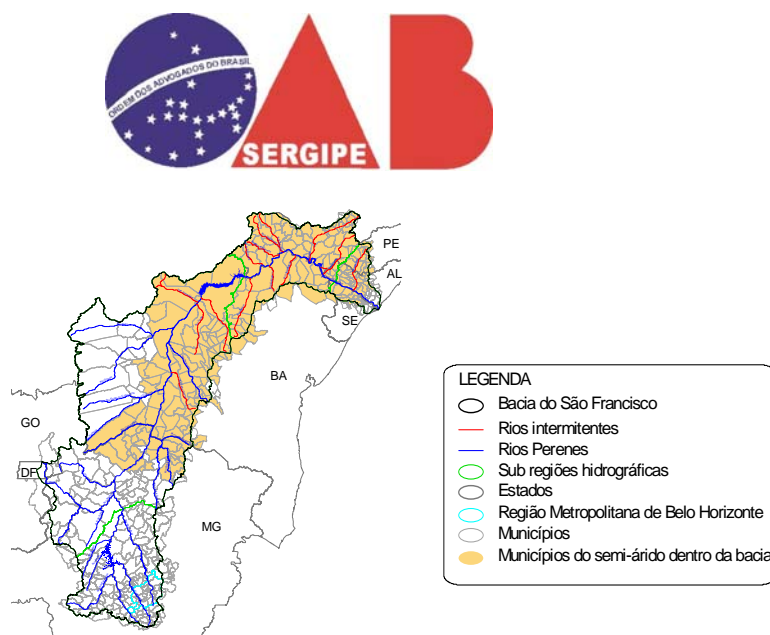 OAB
ORDEM DOS ADVOGADOS DO BRASIL
SERGIPE
PE
AL
SE
BA
GO
DF
MG
LEGENDA
Bacia do São Francisco
Rios intermitentes
Rios Perenes
Sub regiões hidrográficas
Estados
Região Metropolitana de Belo Horizonte
Municípios
Municípios do semi-árido dentro da bacia